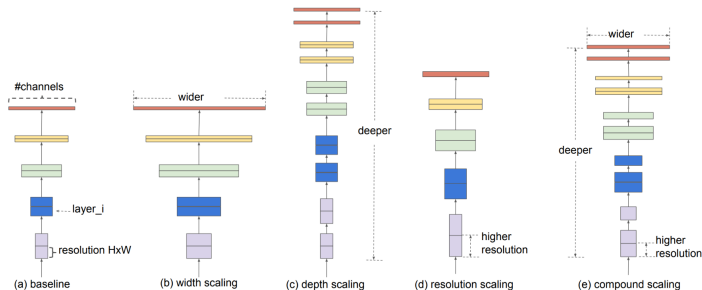 #channels
layer_i
resolution HxW
(a) baseline
wider
(b) width scaling
deeper
(c) depth scaling
higher
resolution
(d) resolution scaling
wider
deeper
higher
resolution
(e) compound scaling